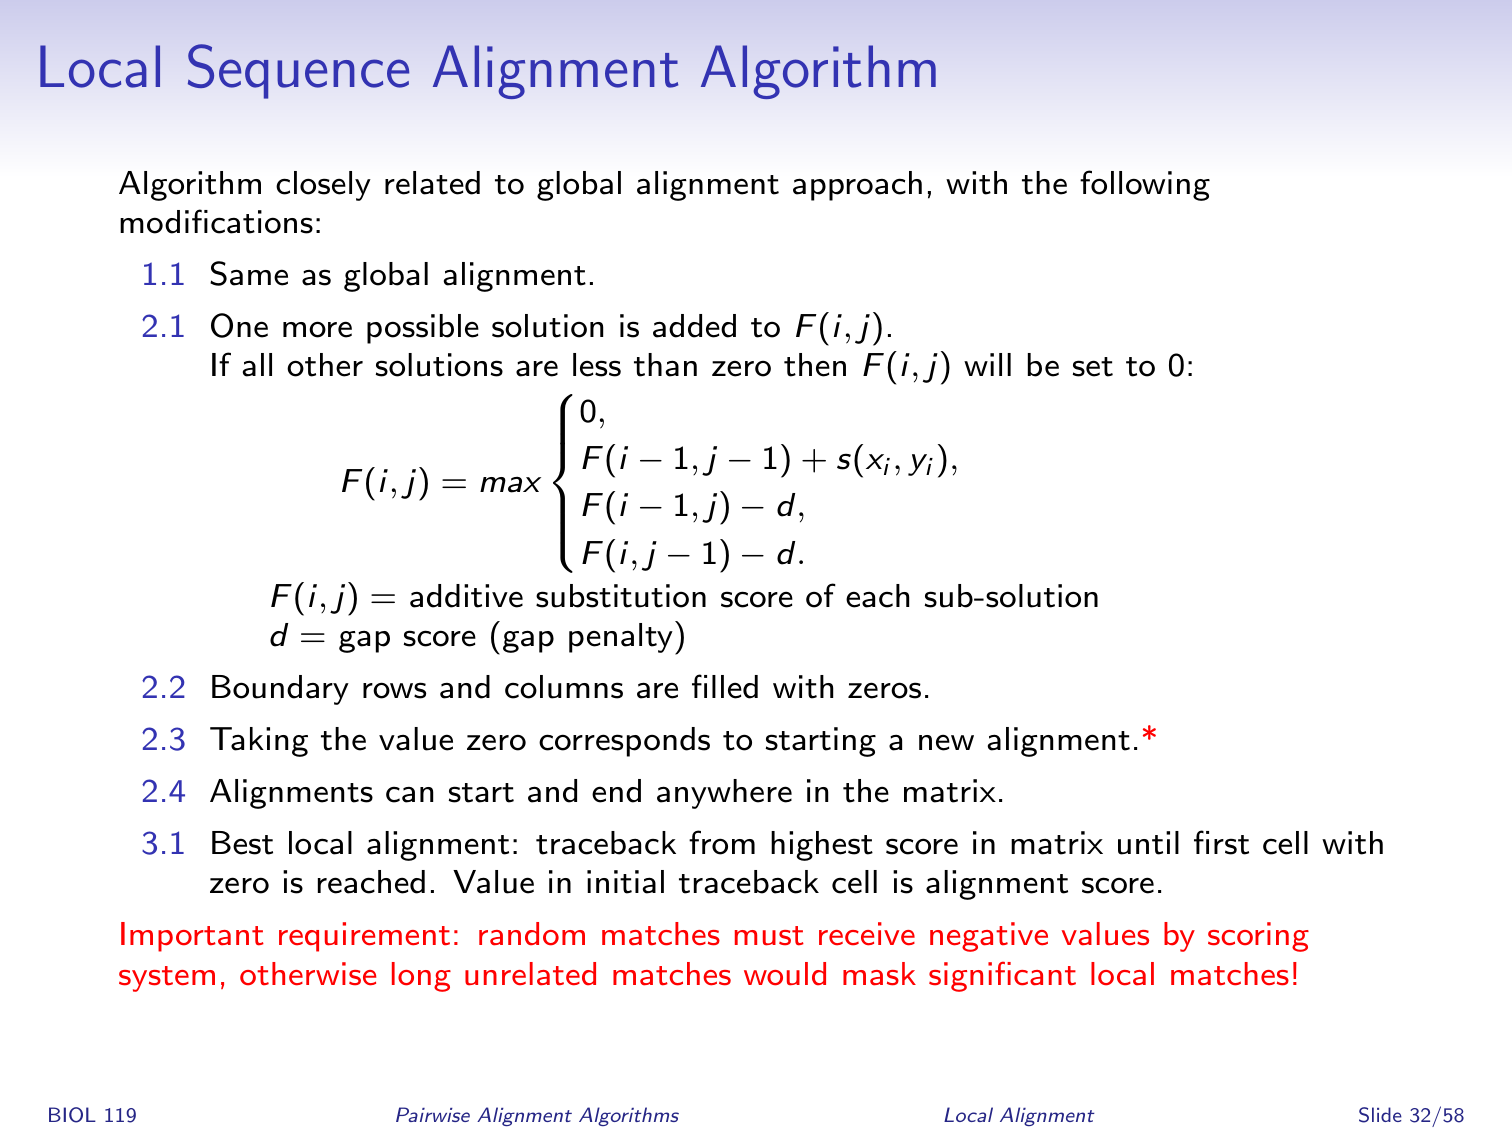 Local Sequence Alignment Algorithm
Algorithm closely related to global alignment approach, with the following
modifications:
1.1 Same as global alignment.
2.1 One more possible solution is added to F(i, j).
If all other solutions are less than zero then F(i, j) will be set to 0:
F(i, j) = max { 0,
F(i − 1, j − 1) + s(x_i, y_i),
F(i − 1, j) − d,
F(i, j − 1) − d.
F(i, j) = additive substitution score of each sub-solution
d = gap score (gap penalty)
2.2 Boundary rows and columns are filled with zeros.
2.3 Taking the value zero corresponds to starting a new alignment.*
2.4 Alignments can start and end anywhere in the matrix.
3.1 Best local alignment: traceback from highest score in matrix until first cell with
zero is reached. Value in initial traceback cell is alignment score.
Important requirement: random matches must receive negative values by scoring
system, otherwise long unrelated matches would mask significant local matches!
BIOL 119 Pairwise Alignment Algorithms Local Alignment Slide 32/58